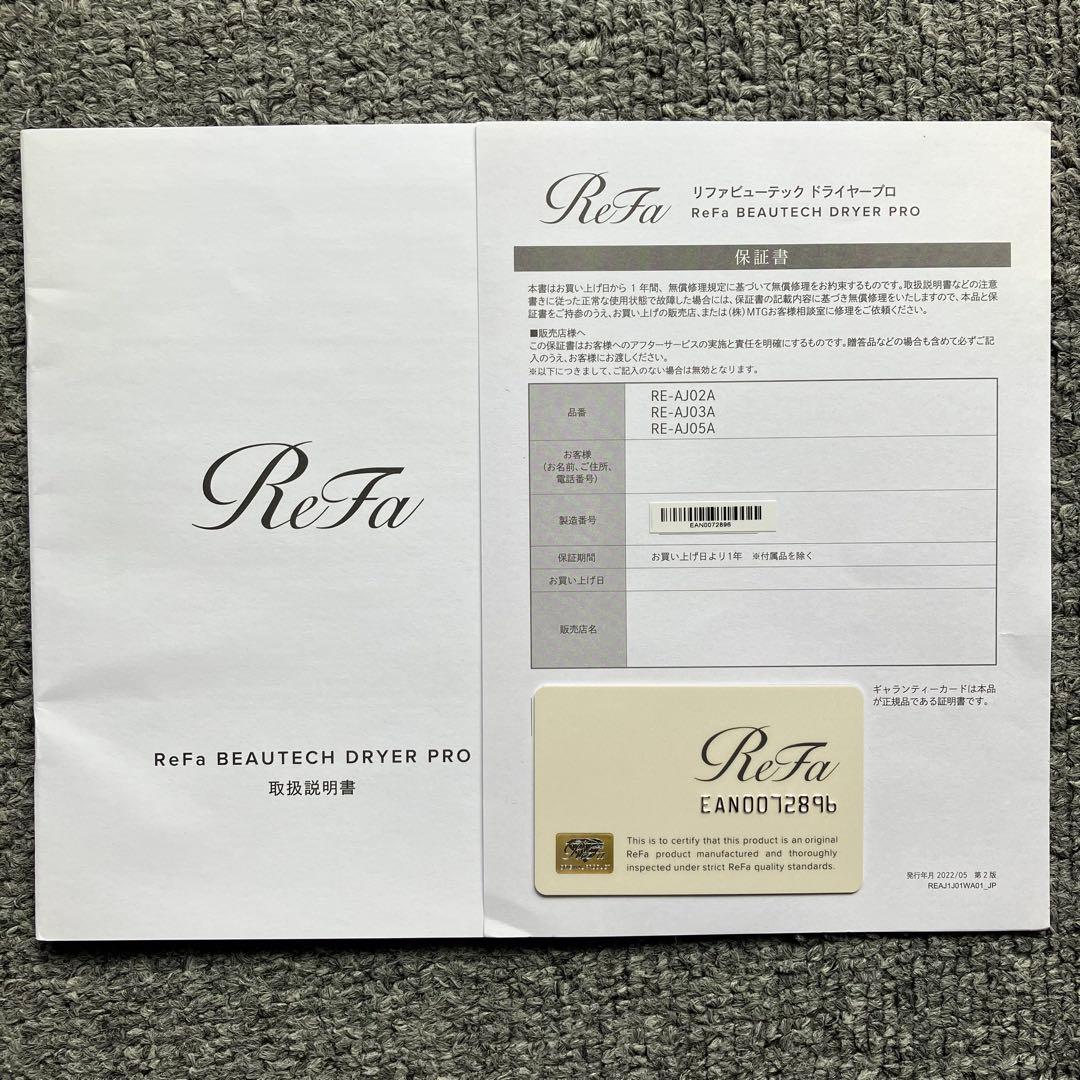 ReFa
ReFa BEAUTECH DRYER PRO
取扱説明書
ReFa
リファビューテック ドライヤープロ
ReFa BEAUTECH DRYER PRO
保証書
本書はお買い上げ日から 1 年間、無償修理規定に基づいて無償修理をお約束するものです。取扱説明書などの注意
書きに従った正常な使用状態で故障した場合には、保証書の記載内容に基づき無償修理をいたしますので、本品と保
証書をご持参のうえ、お買い上げの販売店、または(株)MTGお客様相談室に修理をご依頼ください。
■販売店様へ
この保証書はお客様へのアフターサービスの実施と責任を明確にするものです。贈答品などの場合も含めて必ずご記
入のうえ、お客様にお渡しください。
※以下につきまして、ご記入のない場合は無効となります。
品番
RE-AJ02A
RE-AJ03A
RE-AJ05A
お客様
(お名前、ご住所、
電話番号)
製造番号
EAN0072896
保証期間
お買い上げ日より1年 ※付属品を除く
お買い上げ日
販売店名
ギャランティーカードは本品
が正規品である証明書です。
ReFa
EAN0072896
This is to certify that this product is an original
ReFa product manufactured and thoroughly
inspected under strict ReFa quality standards.
発行年月 2022/05 第2版
REAJ1J01WA01_JP